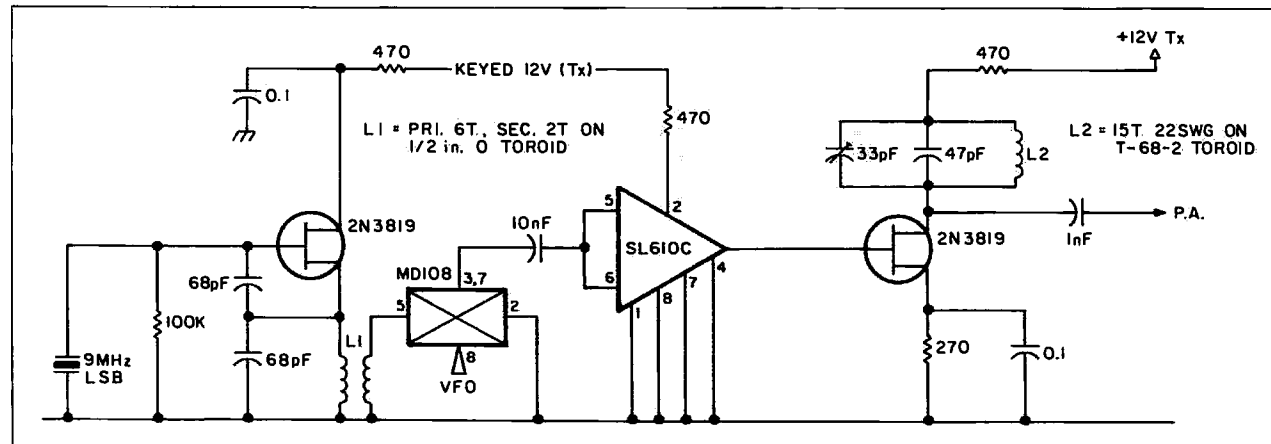 470
KEYED 12V (Tx)
0.1
L1 = PRI. 6T., SEC. 2T ON
1/2 in. O TOROID
470
470
+12V Tx
33pF
47pF
L2
L2 = 15T. 22SWG ON
T-68-2 TOROID
2N3819
10nF
5
6
2
SL610C
1
8
7
4
2N3819
1nF
P.A.
68pF
100K
68pF
9MHz
LSB
L1
MD108
3,7
5
2
8
VFO
270
0.1